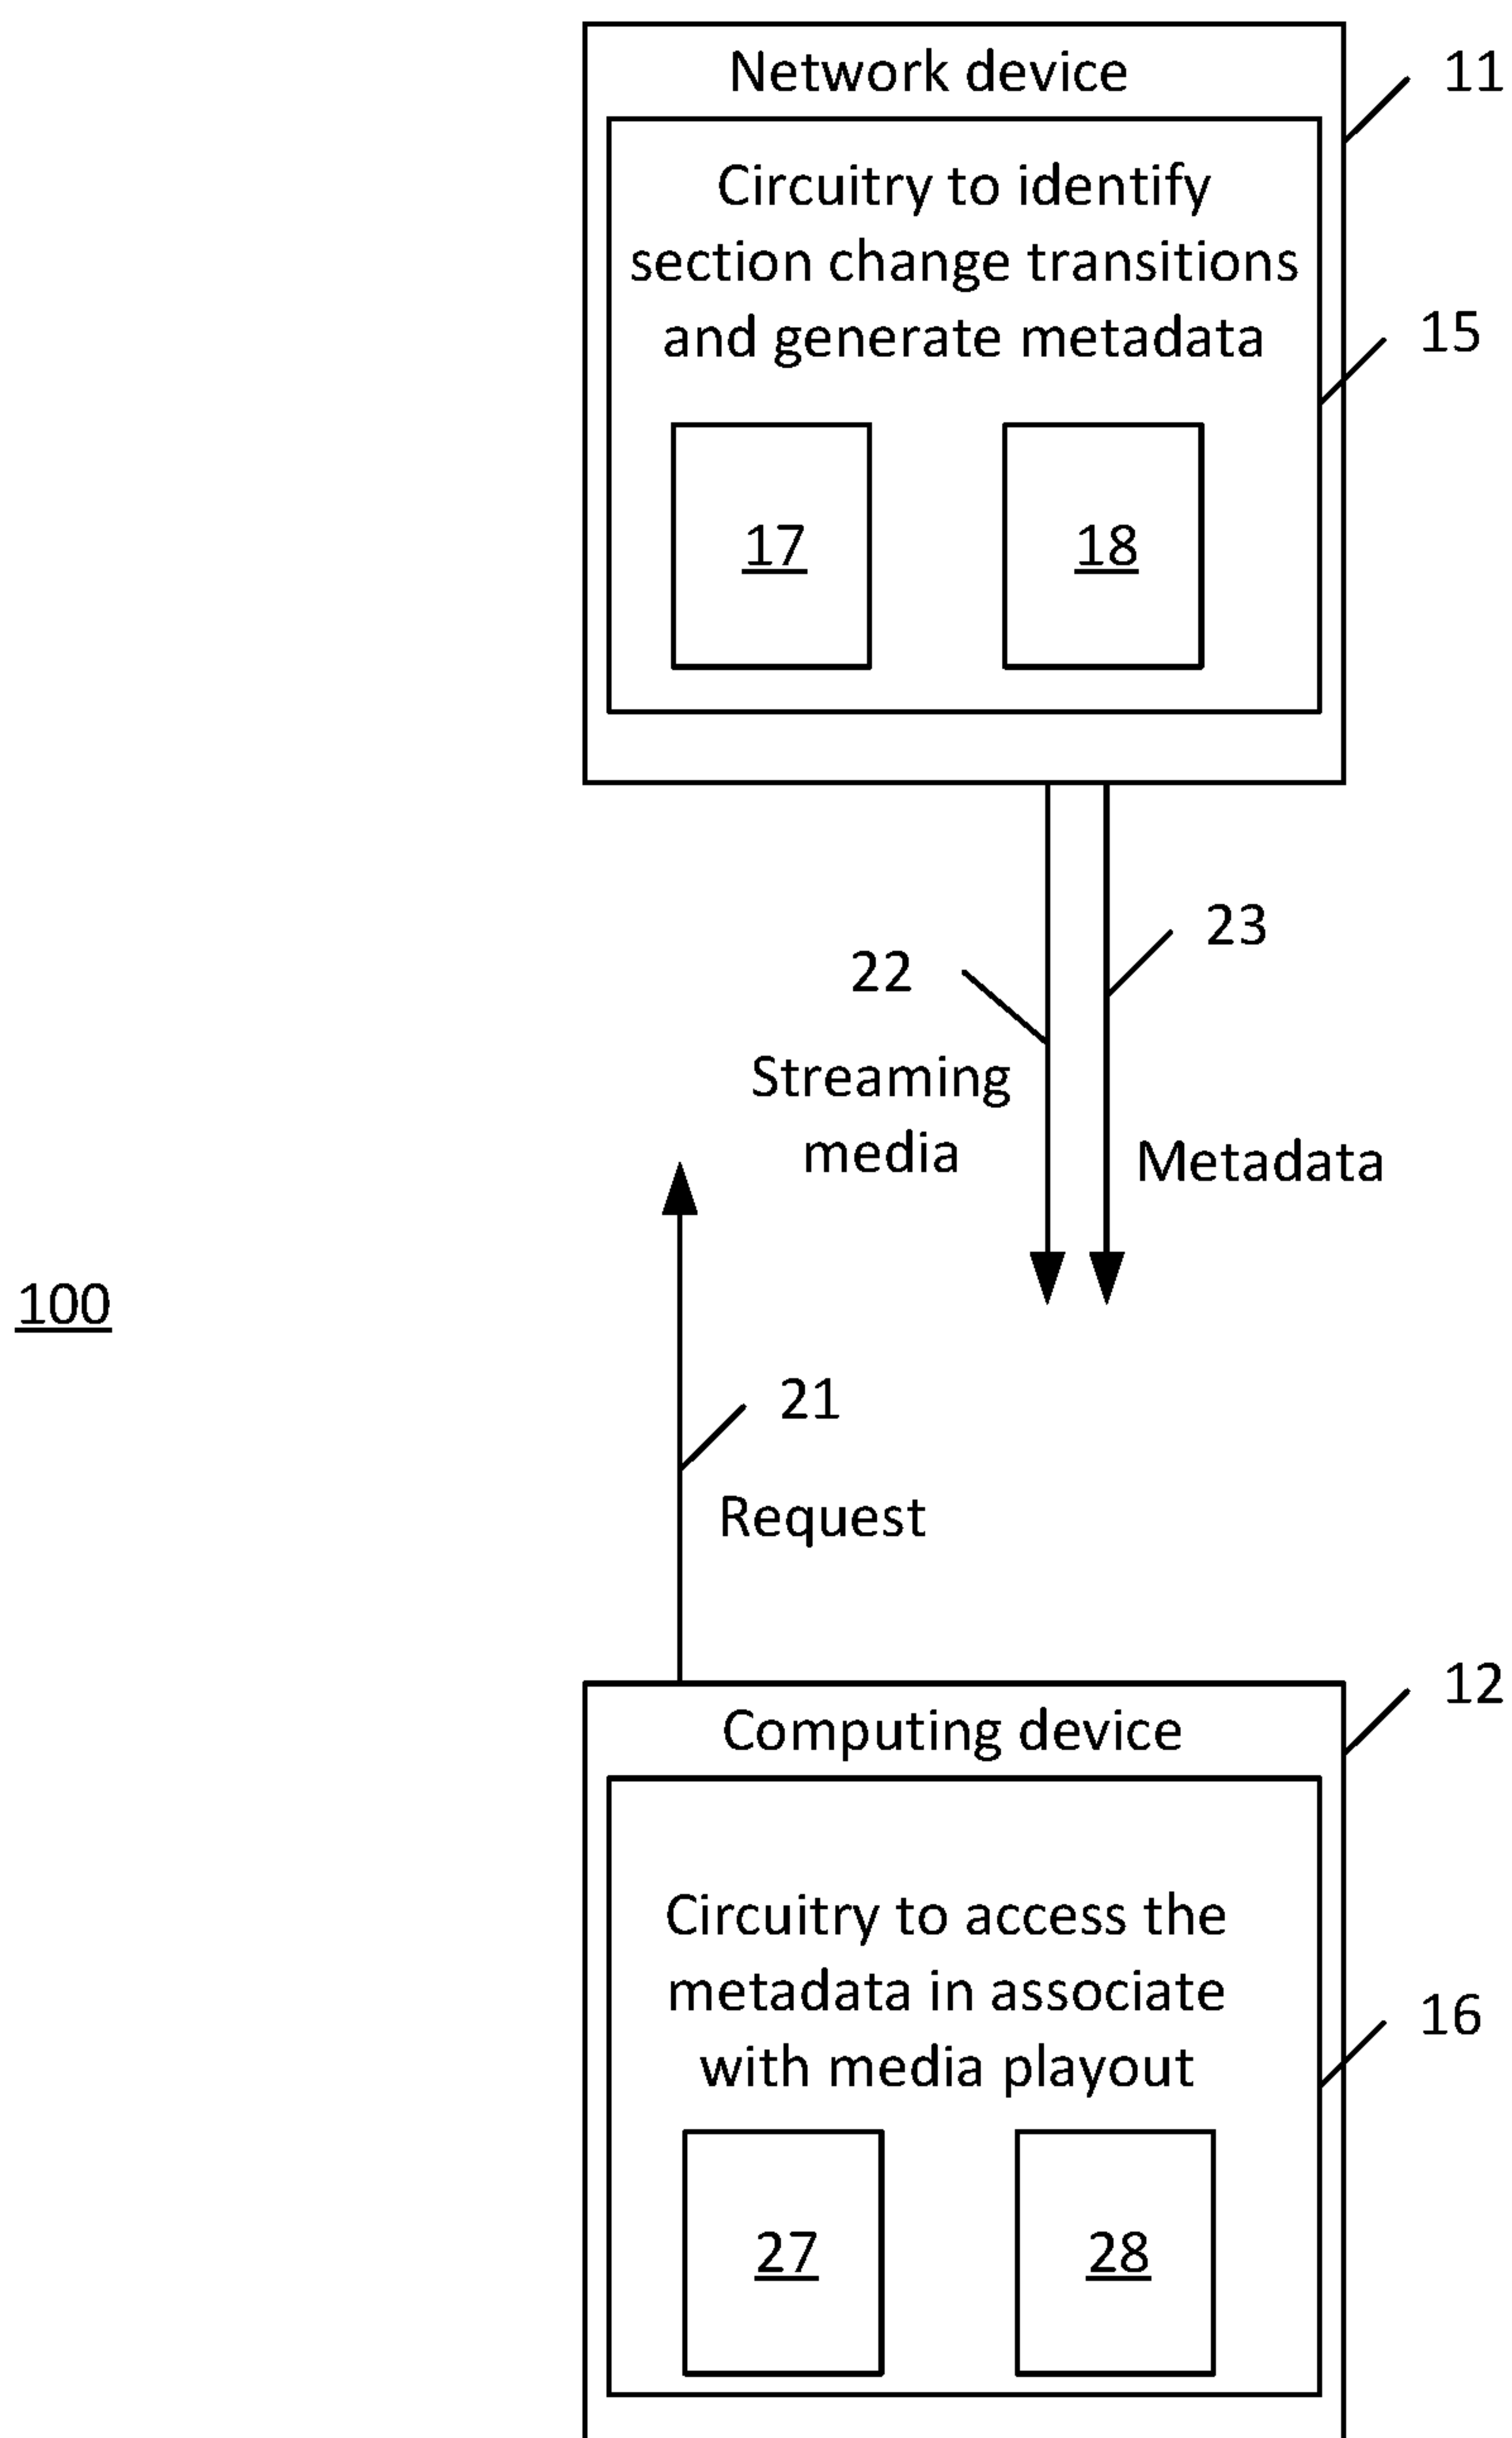 Network device
11
Circuitry to identify
section change transitions
and generate metadata
15
17
18
23
22
Streaming
media
Metadata
100
21
Request
12
Computing device
Circuitry to access the
metadata in associate
with media playout
16
27
28